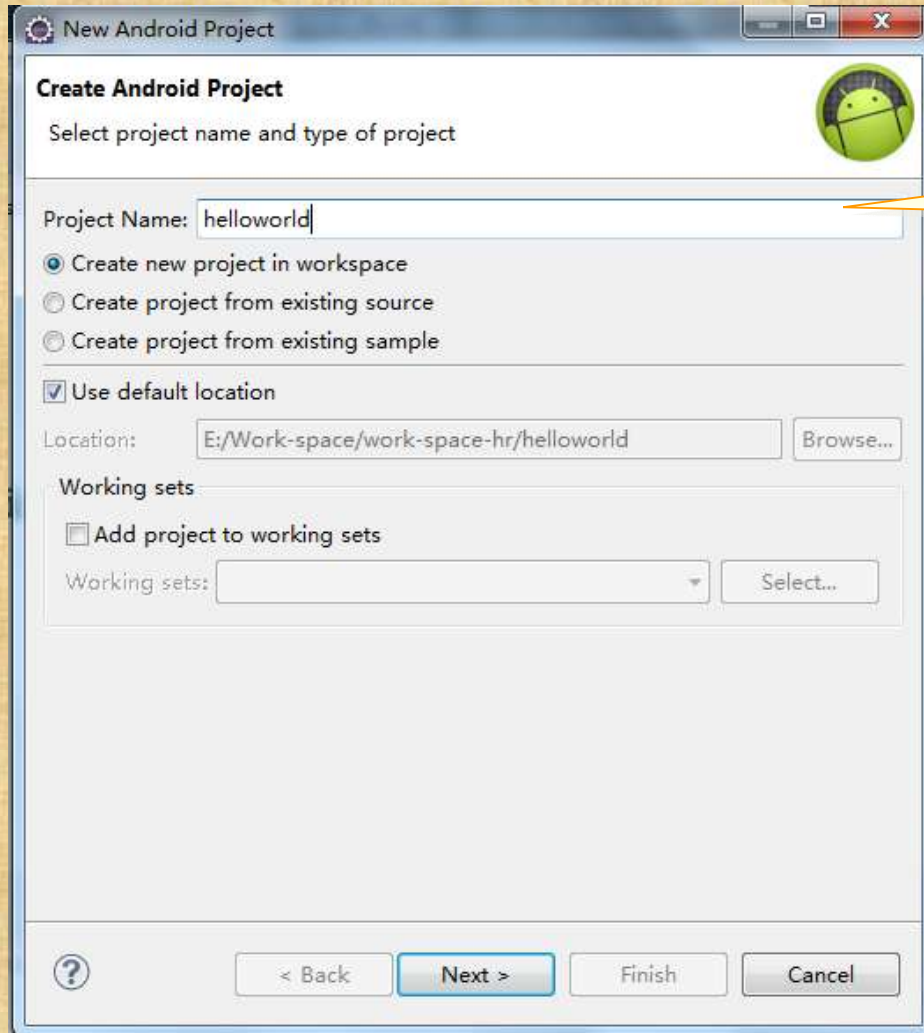 New Android Project
Create Android Project
Select project name and type of project
Project Name: helloworld
Create new project in workspace
Create project from existing source
Create project from existing sample
Use default location
Location: E:/Work-space/work-space-hr/helloworld Browse...
Working sets
Add project to working sets
Working sets: Select...
? < Back Next > Finish Cancel